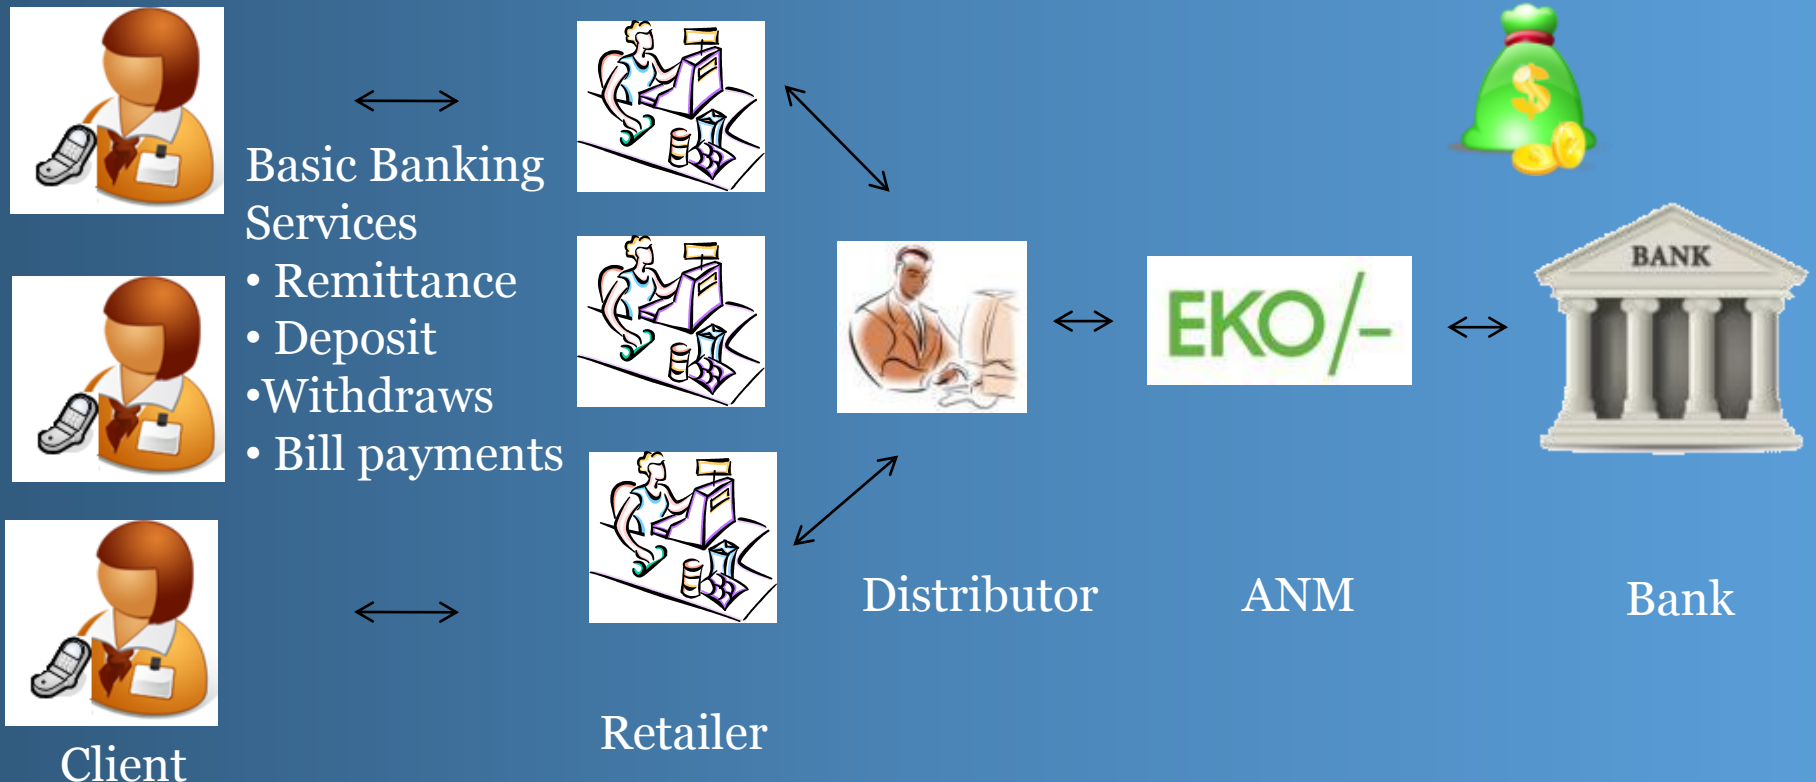 Basic Banking
Services
• Remittance
• Deposit
•Withdraws
• Bill payments
EKO/-
BANK
$
Distributor
ANM
Bank
Retailer
Client